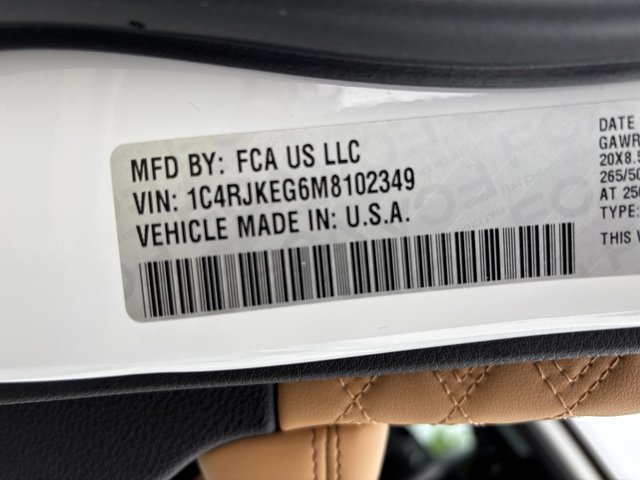 MFD BY: FCA US LLC
VIN: 1C4RJKEG6M8102349
VEHICLE MADE IN: U.S.A.
DATE
GAWR
20X8.5
265/50
AT 250
TYPE:
THIS V